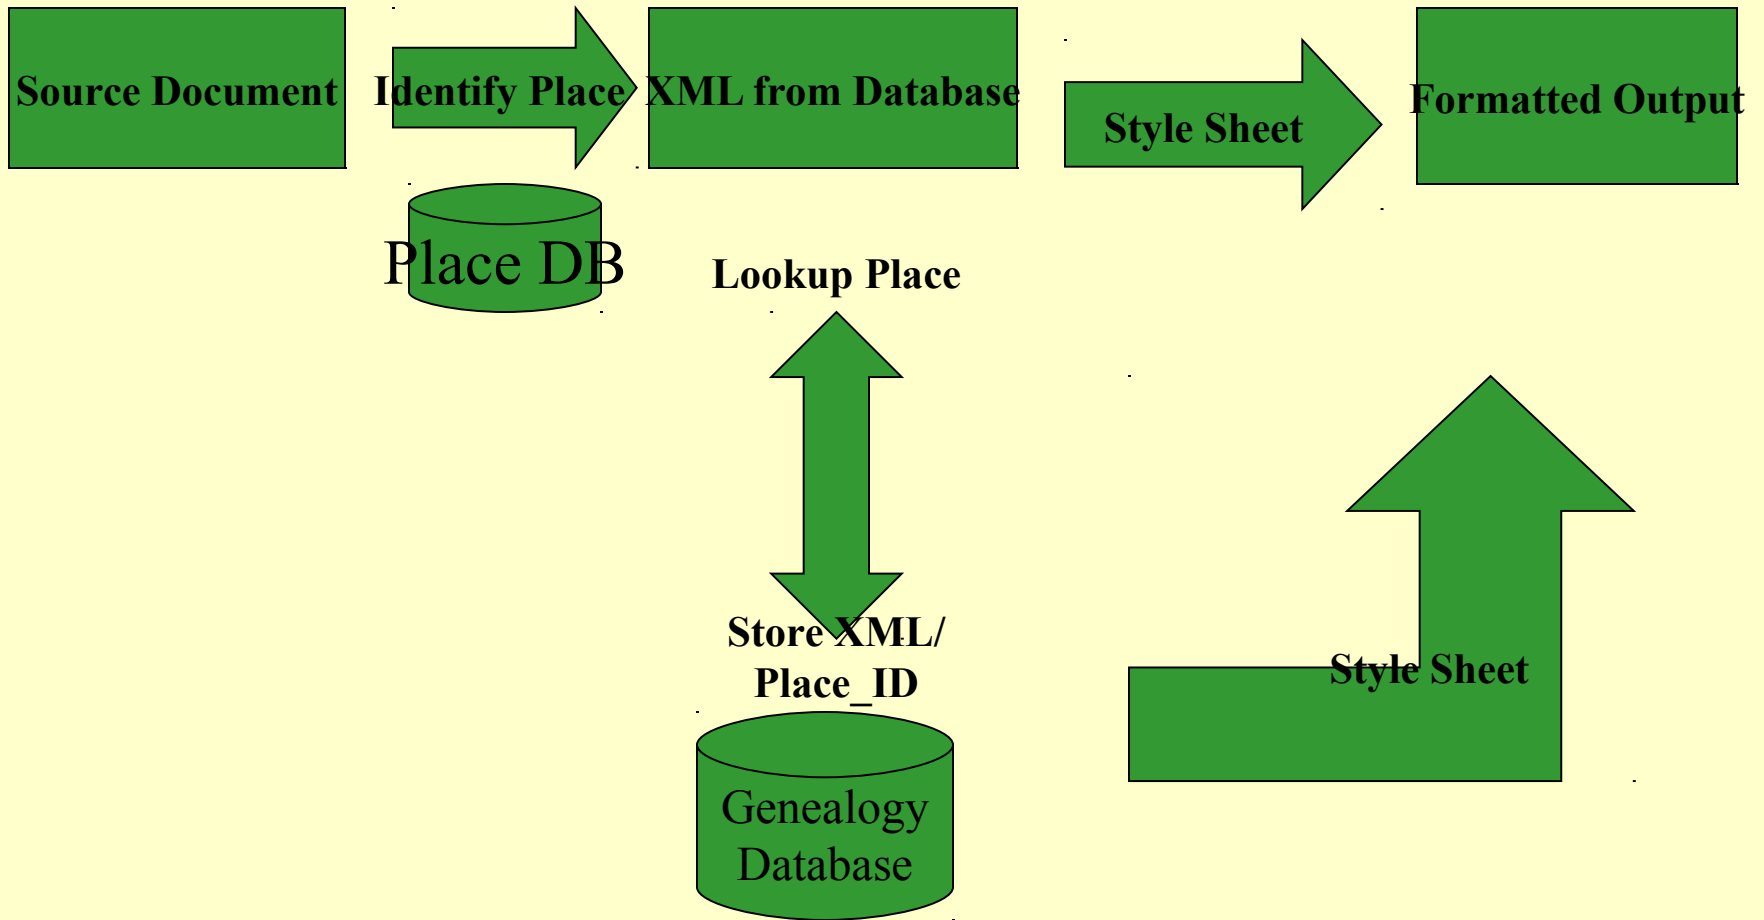 Source Document
Identify Place
XML from Database
Style Sheet
Formatted Output
Place DB
Lookup Place
Store XML/
Place_ID
Style Sheet
Genealogy
Database